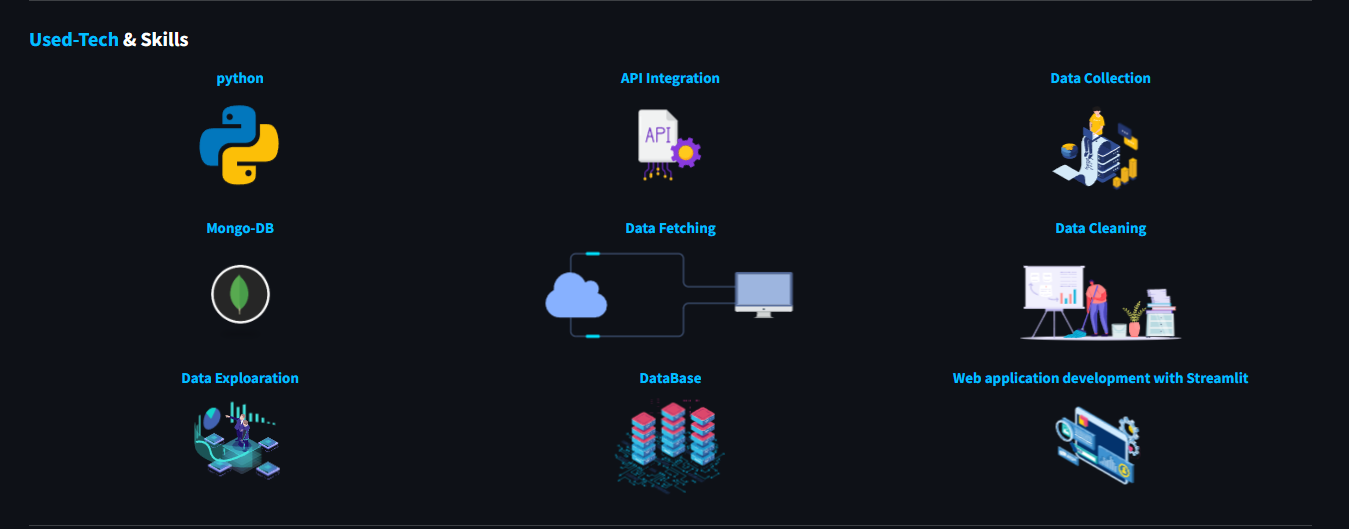 Used-Tech & Skills
python
API Integration
Data Collection
API
Mongo-DB
Data Fetching
Data Cleaning
Data Exploaration
DataBase
Web application development with Streamlit